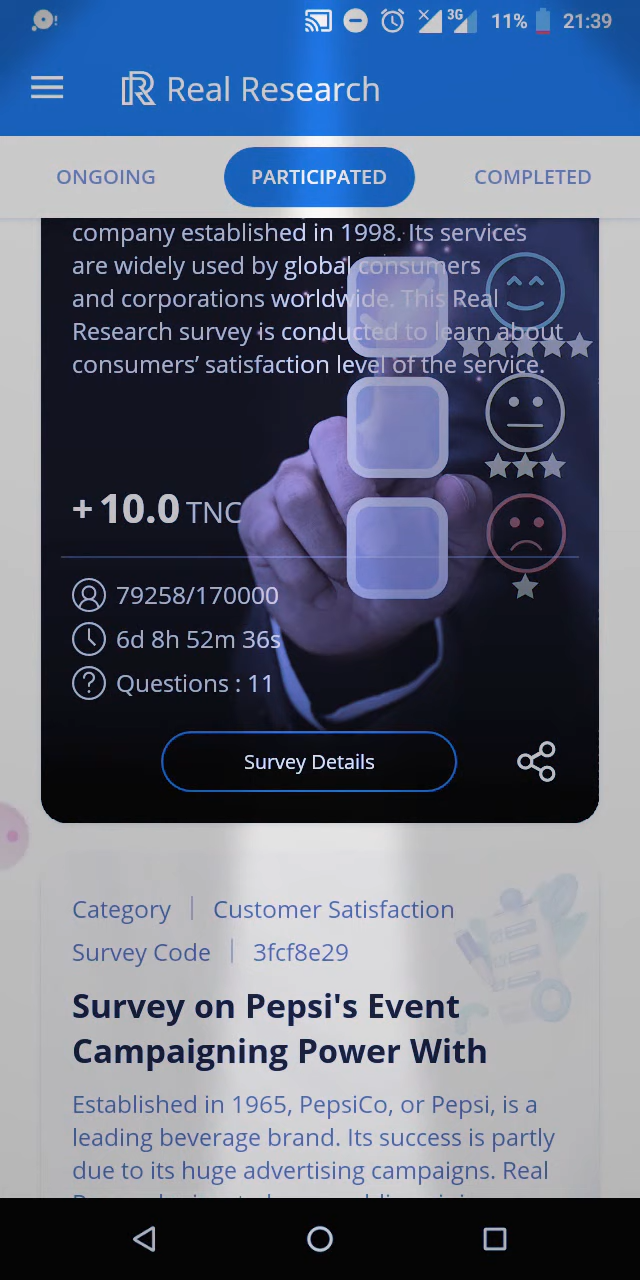 3G 11% 21:39
Real Research
ONGOING PARTICIPATED COMPLETED
company established in 1998. Its services
are widely used by global consumers
and corporations worldwide. This Real
Research survey is conducted to learn about
consumers’ satisfaction level of the service.
+ 10.0 TNC
79258/170000
6d 8h 52m 36s
Questions : 11
Survey Details
Category | Customer Satisfaction
Survey Code | 3fcf8e29
Survey on Pepsi's Event
Campaigning Power With
Established in 1965, PepsiCo, or Pepsi, is a
leading beverage brand. Its success is partly
due to its huge advertising campaigns. Real